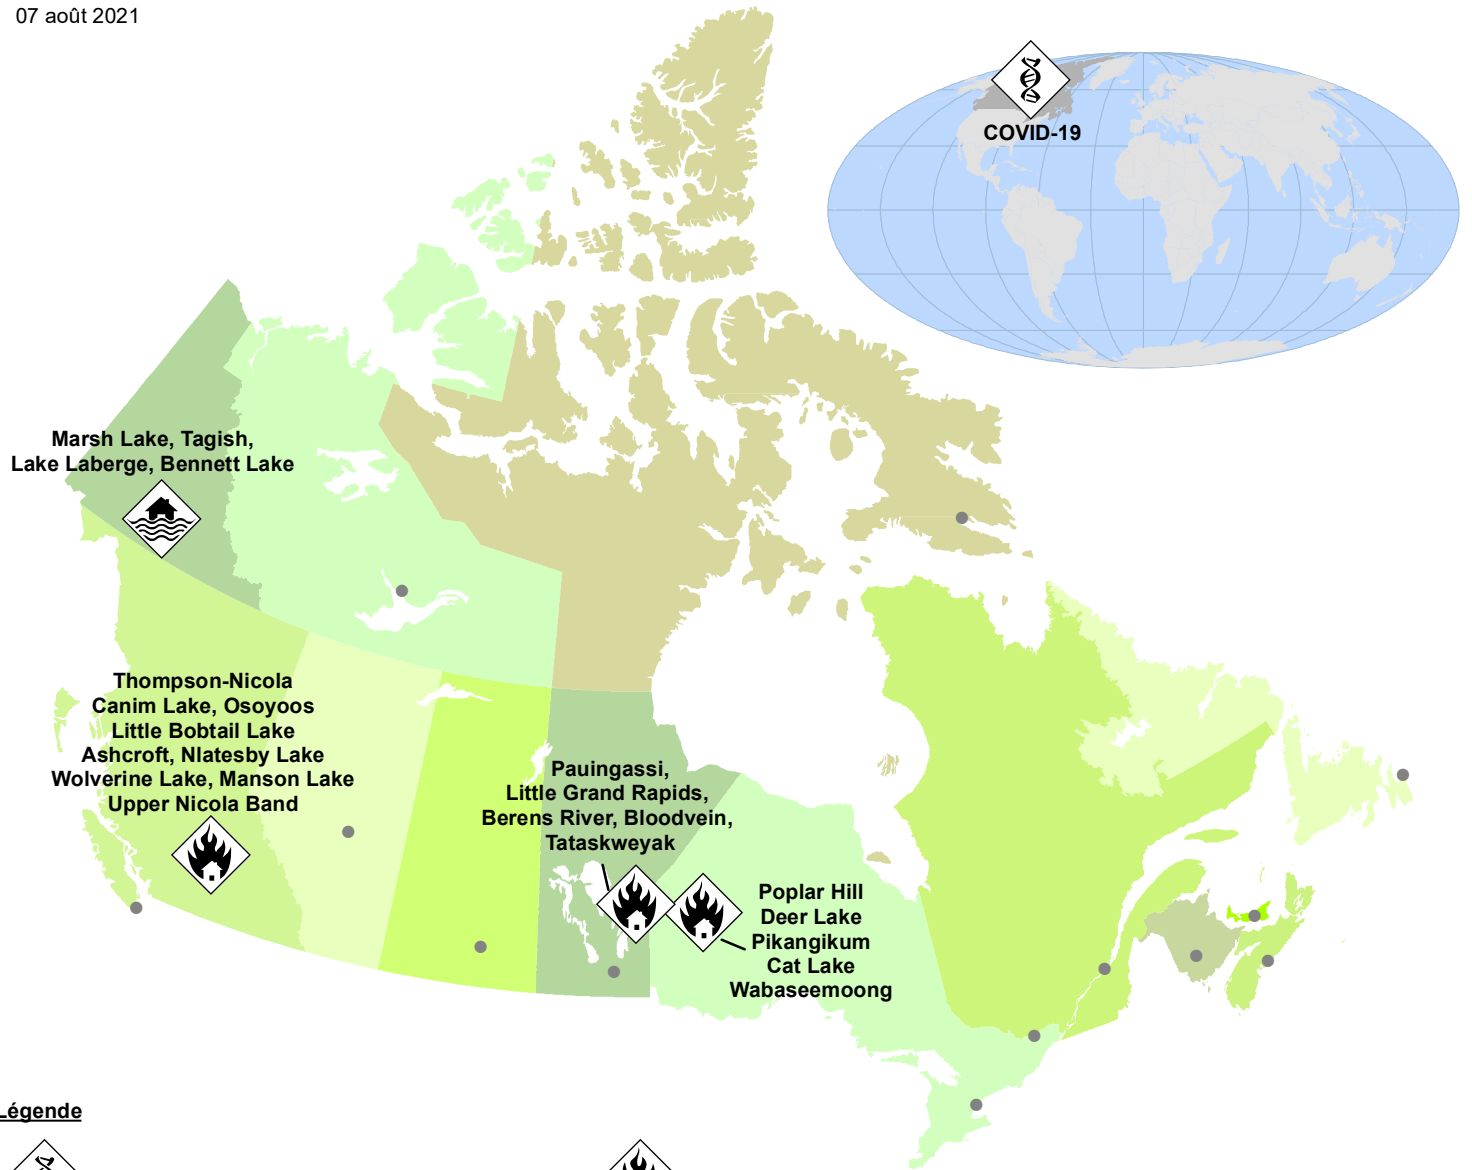 07 août 2021
COVID-19
Marsh Lake, Tagish,
Lake Laberge, Bennett Lake
Thompson-Nicola
Canim Lake, Osoyoos
Little Bobtail Lake
Ashcroft, Nlatesby Lake
Wolverine Lake, Manson Lake
Upper Nicola Band
Pauingassi,
Little Grand Rapids,
Berens River, Bloodvein,
Tataskweyak
Poplar Hill
Deer Lake
Pikangikum
Cat Lake
Wabaseemoong
Légende